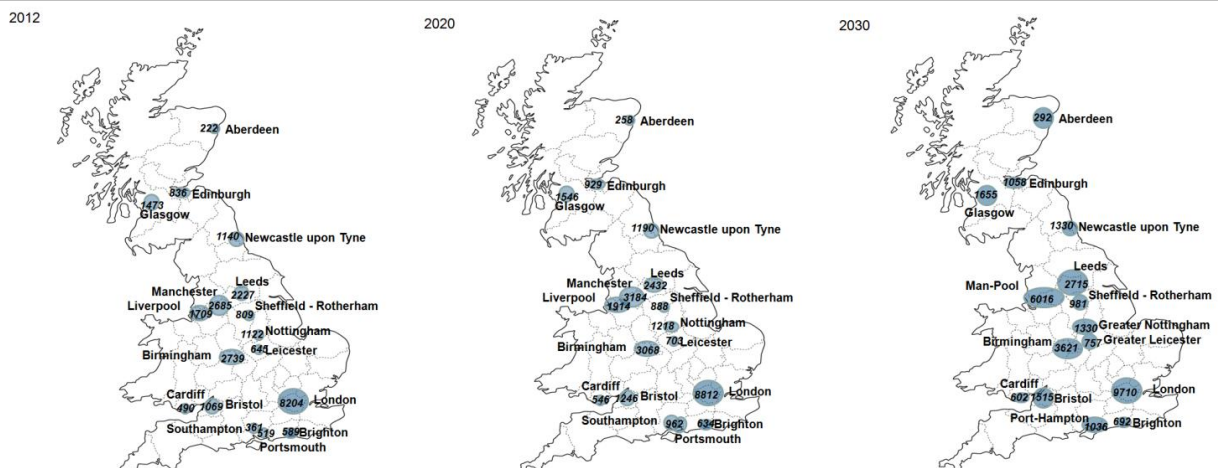 2012
222 Aberdeen
836 Edinburgh
1473
Glasgow
1140 Newcastle upon Tyne
Leeds
Manchester 2227
Liverpool 2685 Sheffield - Rotherham
1709 809
1122 Nottingham
Birmingham 2739 646 Leicester
Cardiff
490 1069 Bristol 8204 London
Southampton 361 519 589 Brighton
Portsmouth
2020
258 Aberdeen
929 Edinburgh
1546
Glasgow
1190 Newcastle upon Tyne
Leeds
Manchester 2432
Liverpool 3184 Sheffield - Rotherham
1914 888
1218 Nottingham
Birmingham 3068 703 Leicester
Cardiff
546 1246 Bristol 8812 London
Southampton 962 634 Brighton
Portsmouth
2030
292 Aberdeen
1058 Edinburgh
1655
Glasgow
1330 Newcastle upon Tyne
Leeds
Man-Pool 2715
6016 Sheffield - Rotherham
981
1330 Greater Nottingham
Birmingham 3621 757 Greater Leicester
Cardiff
602 1515 Bristol 9710 London
Port-Hampton 1036 692 Brighton